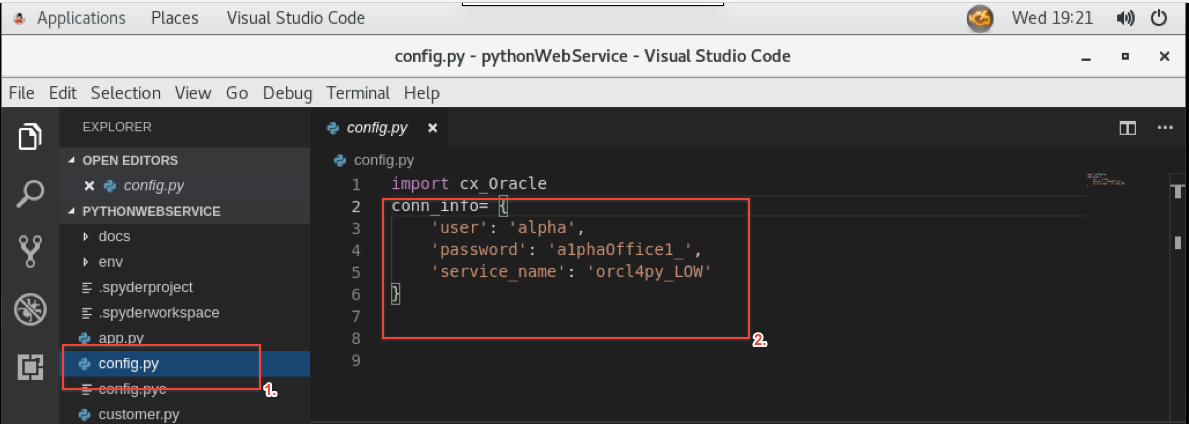 Applications Places Visual Studio Code Wed 19:21
config.py - pythonWebService - Visual Studio Code
File Edit Selection View Go Debug Terminal Help
EXPLORER
OPEN EDITORS
config.py
PYTHONWEBSERVICE
docs
env
.spyderproject
.spyderworkspace
app.py
config.py
1.
config.pyc
customer.py
config.py
config.py
1 import cx_Oracle
2 conn_info= {
3 'user': 'alpha',
4 'password': 'a1phaOffice1_',
5 'service_name': 'orcl4py_LOW'
6 }
7
8
9
2.